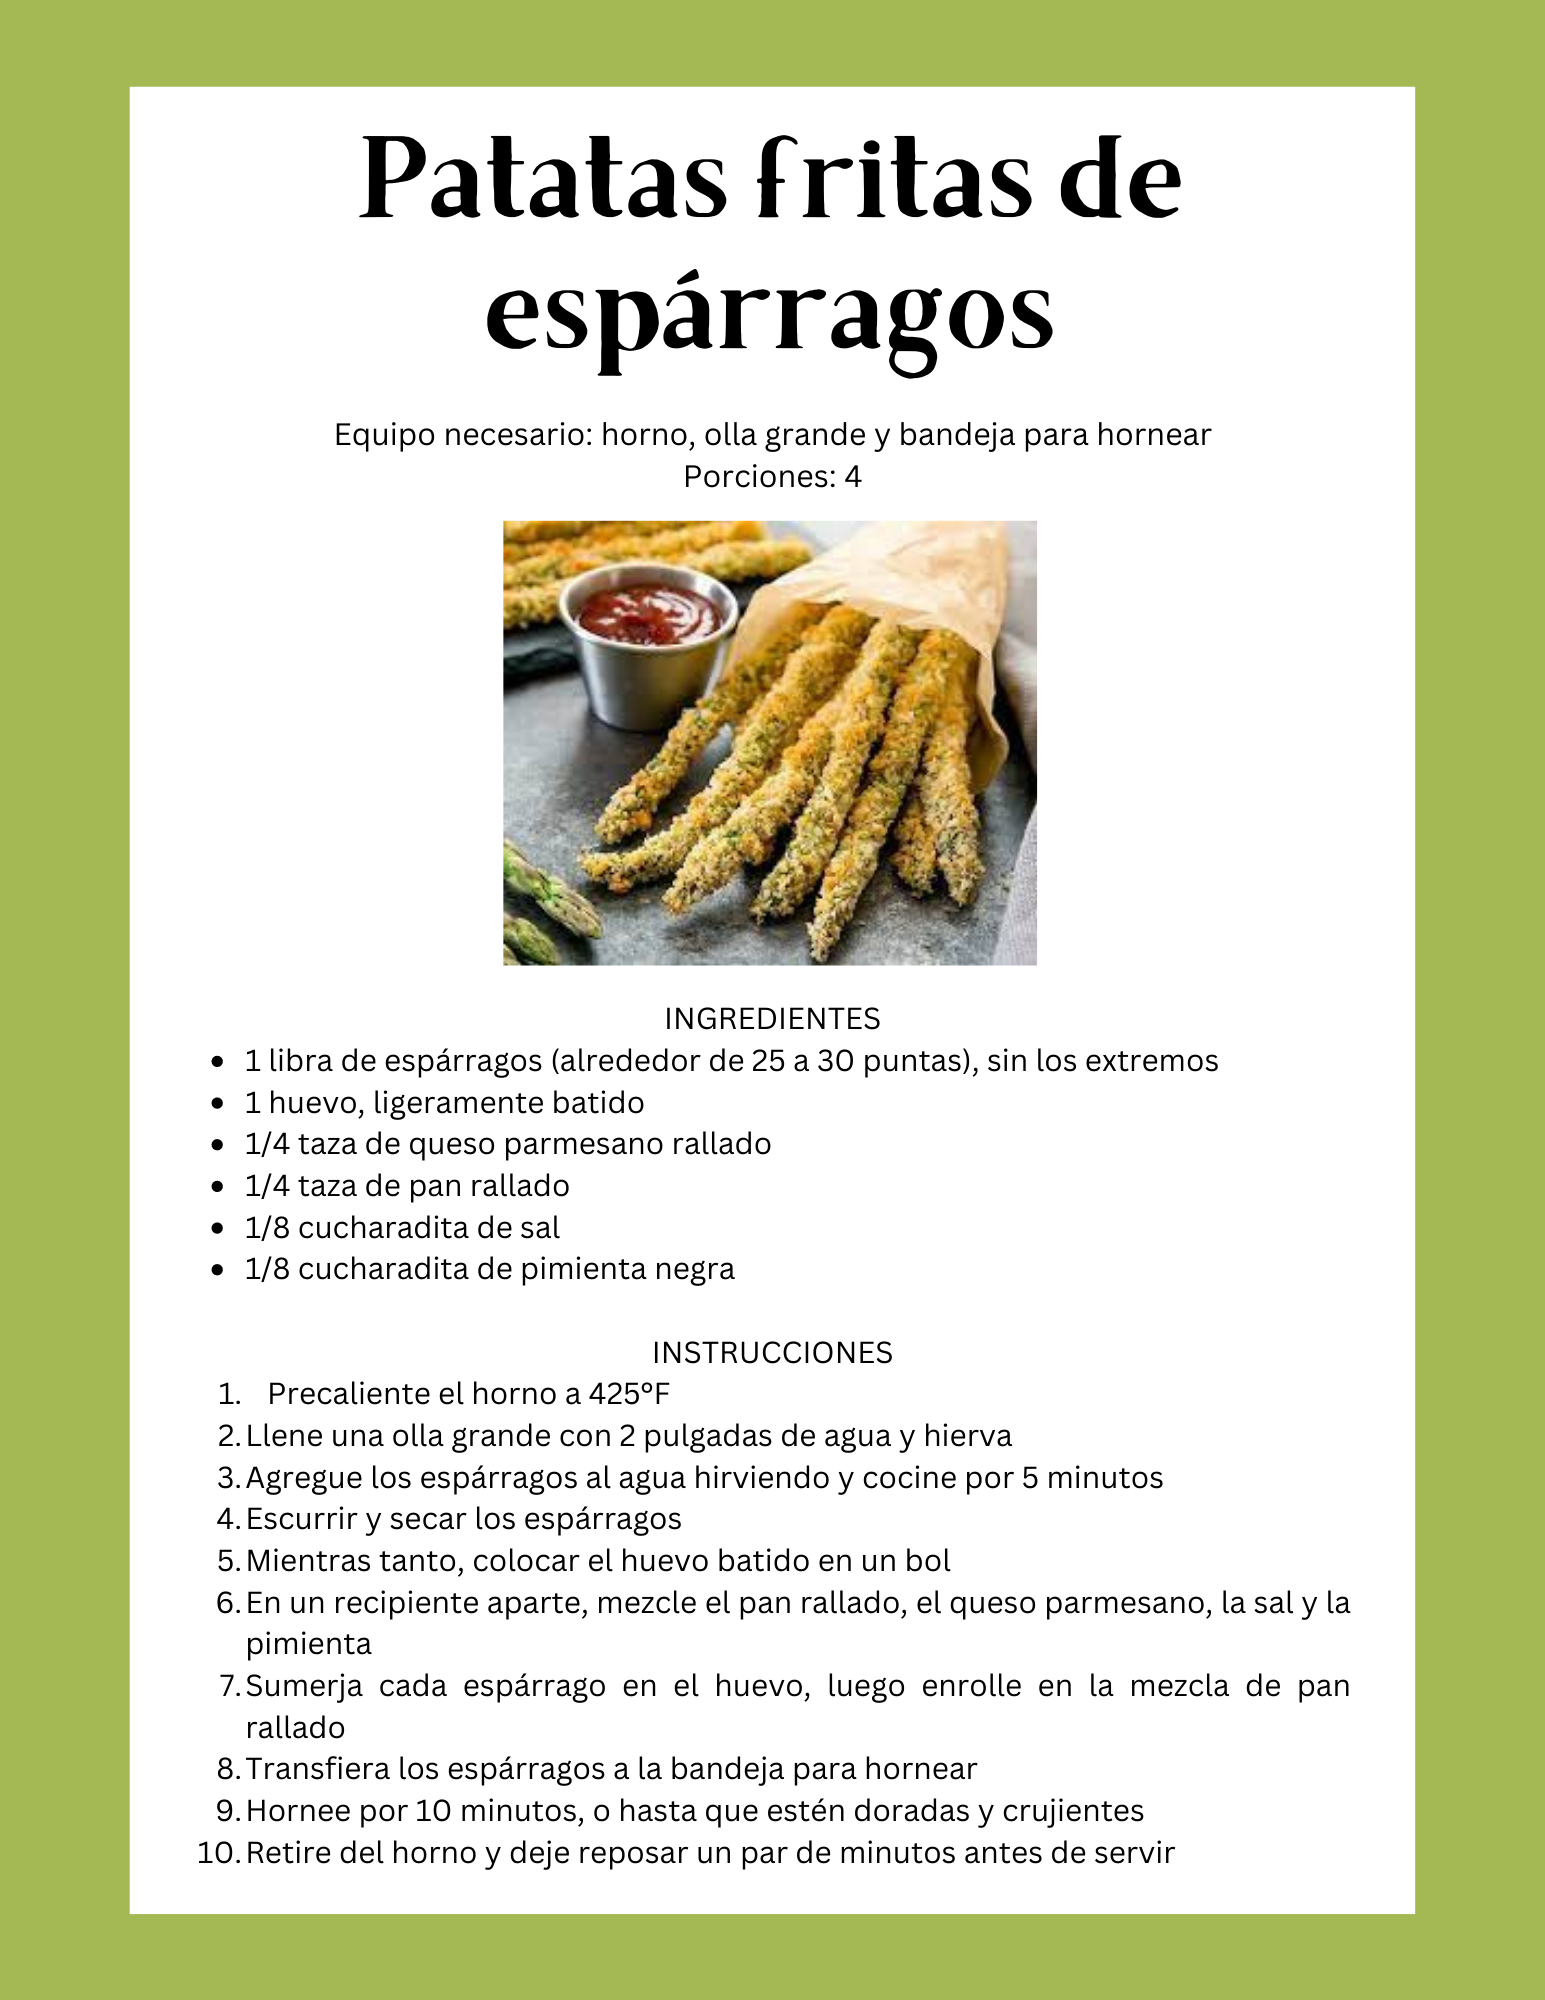 Patatas fritas de
espárragos
Equipo necesario: horno, olla grande y bandeja para hornear
Porciones: 4
INGREDIENTES
• 1 libra de espárragos (alrededor de 25 a 30 puntas), sin los extremos
• 1 huevo, ligeramente batido
• 1/4 taza de queso parmesano rallado
• 1/4 taza de pan rallado
• 1/8 cucharadita de sal
• 1/8 cucharadita de pimienta negra
INSTRUCCIONES
1. Precaliente el horno a 425°F
2. Llene una olla grande con 2 pulgadas de agua y hierva
3. Agregue los espárragos al agua hirviendo y cocine por 5 minutos
4. Escurrir y secar los espárragos
5. Mientras tanto, colocar el huevo batido en un bol
6. En un recipiente aparte, mezcle el pan rallado, el queso parmesano, la sal y la
pimienta
7. Sumerja cada espárrago en el huevo, luego enrolle en la mezcla de pan
rallado
8. Transfiera los espárragos a la bandeja para hornear
9. Hornee por 10 minutos, o hasta que estén doradas y crujientes
10. Retire del horno y deje reposar un par de minutos antes de servir